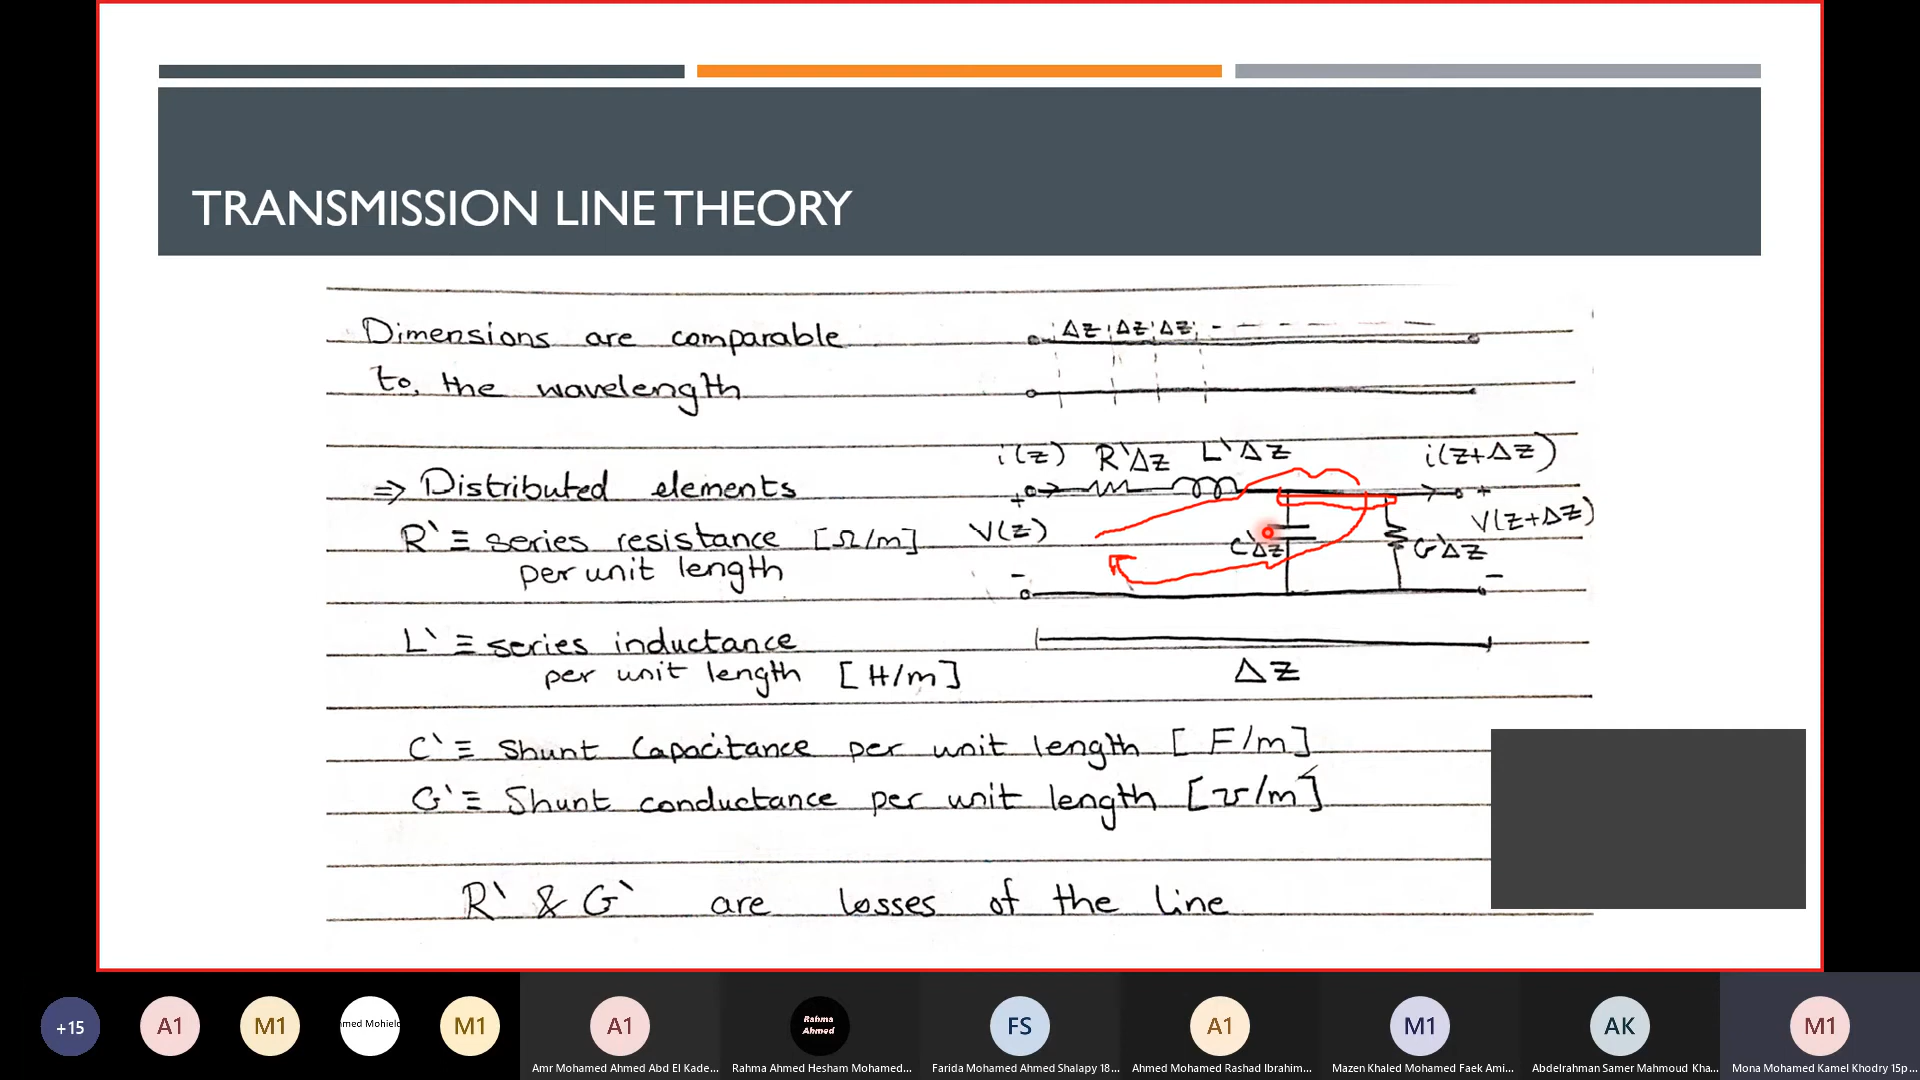 TRANSMISSION LINE THEORY
Dimensions are comparable
to, the wavelength
ΔZ ΔZ ΔZ
⇒ Distributed elements
i(z) R`ΔZ L`ΔZ i(z+ΔZ)
R` ≡ series resistance [Ω/m]
per unit length
+ +
V(z) C`ΔZ G`ΔZ V(z+ΔZ)
- -
L` ≡ series inductance
per unit length [H/m]
ΔZ
C` ≡ Shunt Capacitance per unit length [F/m]
G` ≡ Shunt conductance per unit length [℧/m]
R` & G` are losses of the line
+15
A1
M1
med Mohield
M1
A1
Rahma
Ahmed
FS
A1
M1
AK
M1
Amr Mohamed Ahmed Abd El Kade...
Rahma Ahmed Hesham Mohamed...
Farida Mohamed Ahmed Shalapy 18...
Ahmed Mohamed Rashad Ibrahim...
Mazen Khaled Mohamed Faek Ami...
Abdelrahman Samer Mahmoud Kha...
Mona Mohamed Kamel Khodry 15p...